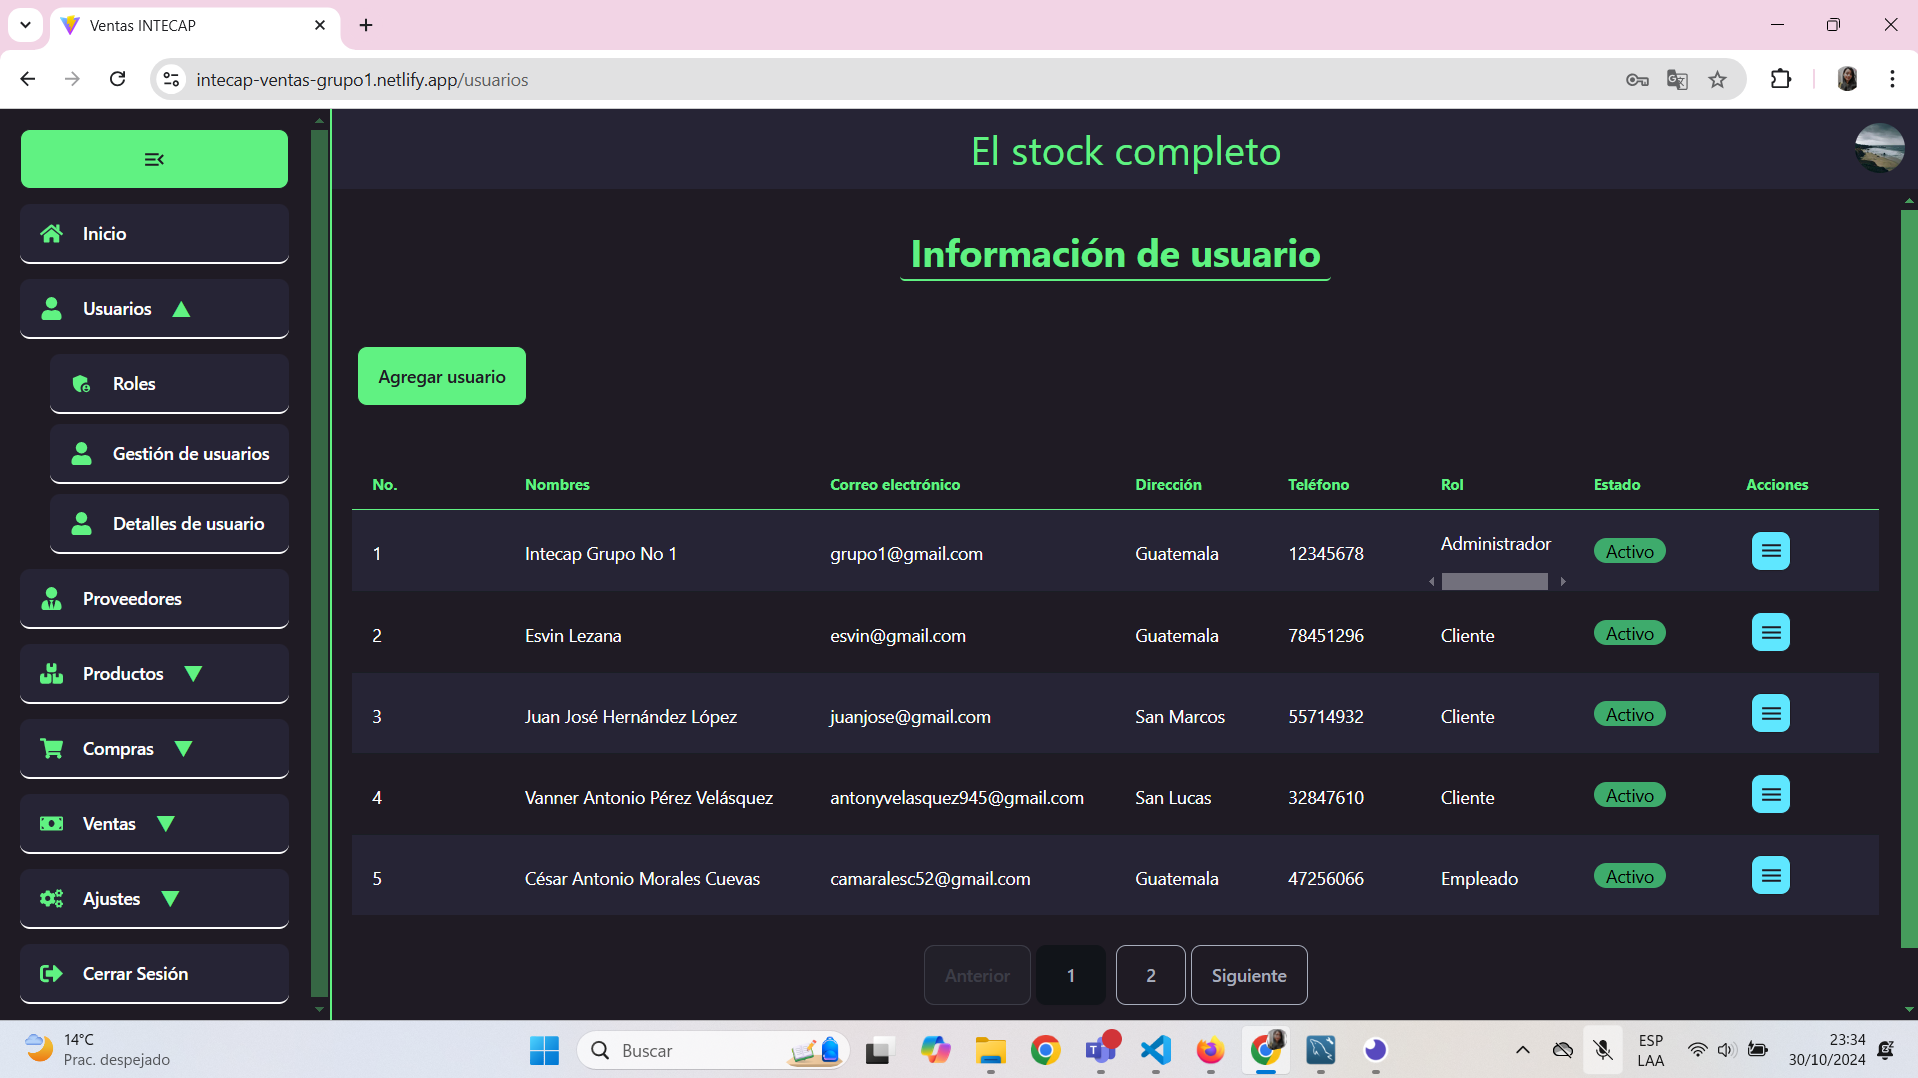 Ventas INTECAP
intecap-ventas-grupo1.netlify.app/usuarios
El stock completo
Inicio
Usuarios
Roles
Gestión de usuarios
Detalles de usuario
Proveedores
Productos
Compras
Ventas
Ajustes
Cerrar Sesión
Información de usuario
Agregar usuario
No. Nombres Correo electrónico Dirección Teléfono Rol Estado Acciones
1 Intecap Grupo No 1 grupo1@gmail.com Guatemala 12345678 Administrador Activo
2 Esvin Lezana esvin@gmail.com Guatemala 78451296 Cliente Activo
3 Juan José Hernández López juanjose@gmail.com San Marcos 55714932 Cliente Activo
4 Vanner Antonio Pérez Velásquez antonyvelasquez945@gmail.com San Lucas 32847610 Cliente Activo
5 César Antonio Morales Cuevas camaralesc52@gmail.com Guatemala 47256066 Empleado Activo
Anterior 1 2 Siguiente
14°C
Prac. despejado
Buscar
ESP
LAA
23:34
30/10/2024